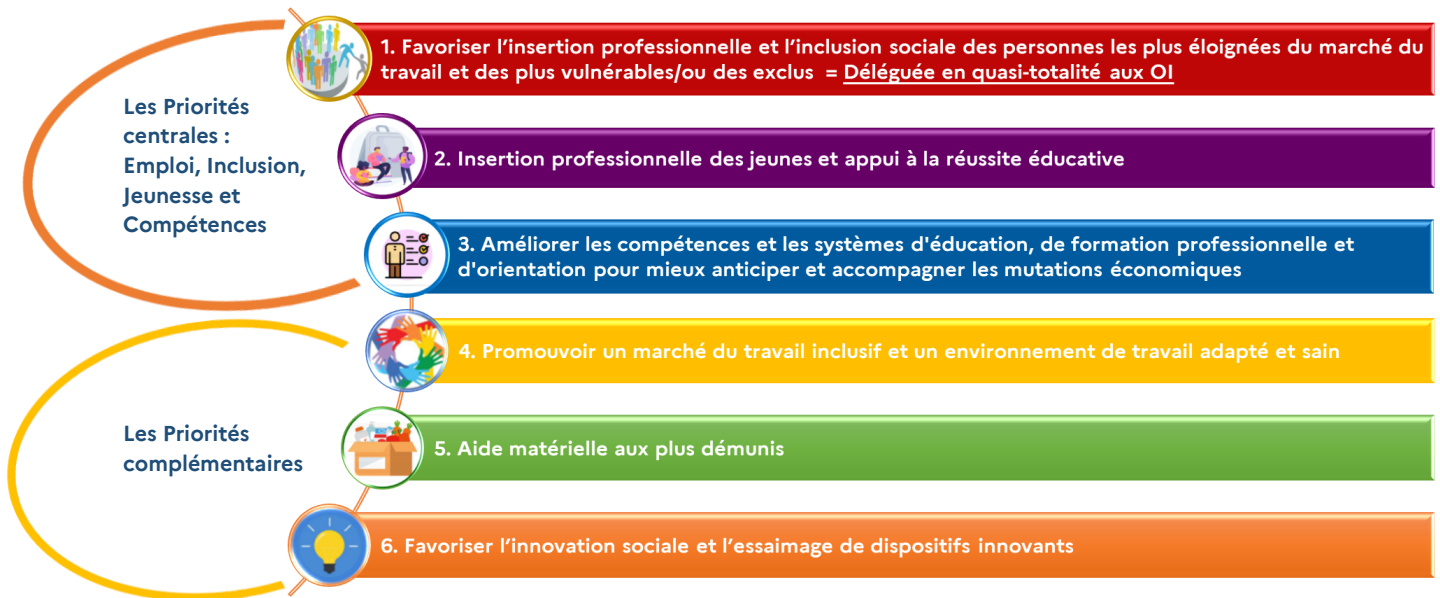 Les Priorités
centrales :
Emploi, Inclusion,
Jeunesse et
Compétences
1. Favoriser l’insertion professionnelle et l’inclusion sociale des personnes les plus éloignées du marché du
travail et des plus vulnérables/ou des exclus = Déléguée en quasi-totalité aux OI
2. Insertion professionnelle des jeunes et appui à la réussite éducative
3. Améliorer les compétences et les systèmes d'éducation, de formation professionnelle et
d'orientation pour mieux anticiper et accompagner les mutations économiques
Les Priorités
complémentaires
4. Promouvoir un marché du travail inclusif et un environnement de travail adapté et sain
5. Aide matérielle aux plus démunis
6. Favoriser l’innovation sociale et l’essaimage de dispositifs innovants